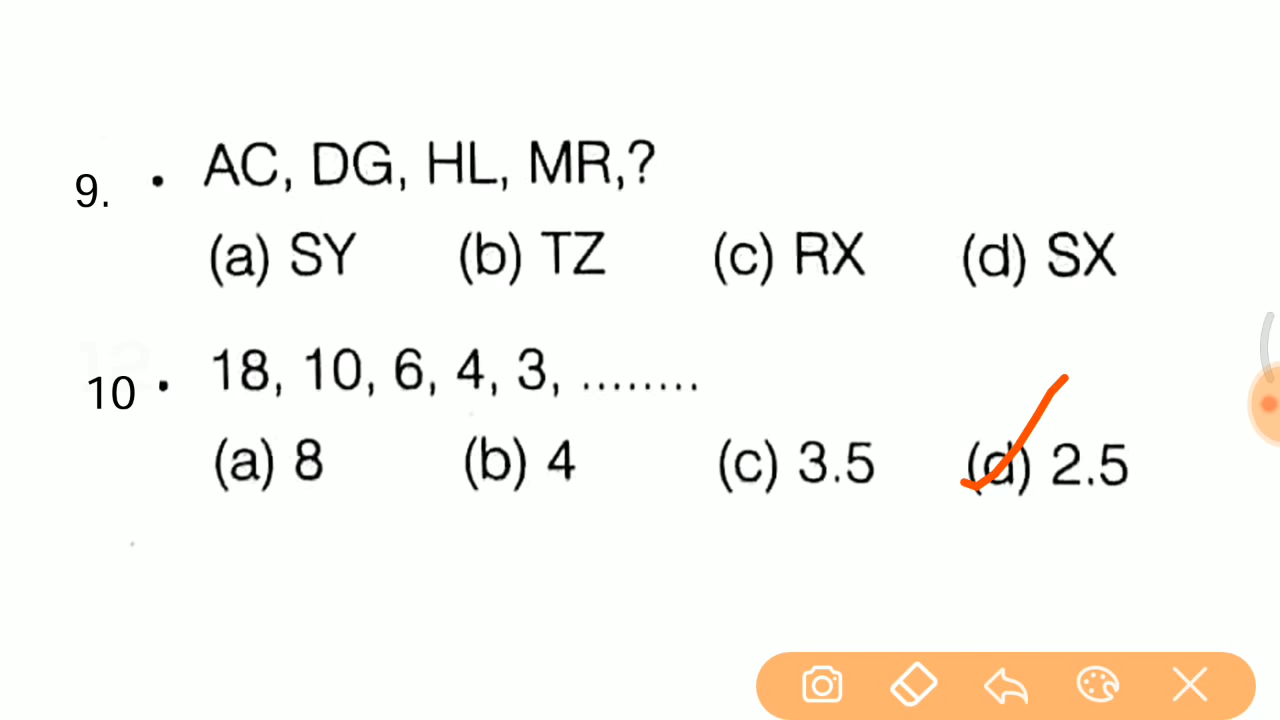 9. . AC, DG, HL, MR,?
(a) SY (b) TZ (c) RX (d) SX
10 . 18, 10, 6, 4, 3, ........
(a) 8 (b) 4 (c) 3.5 (d) 2.5